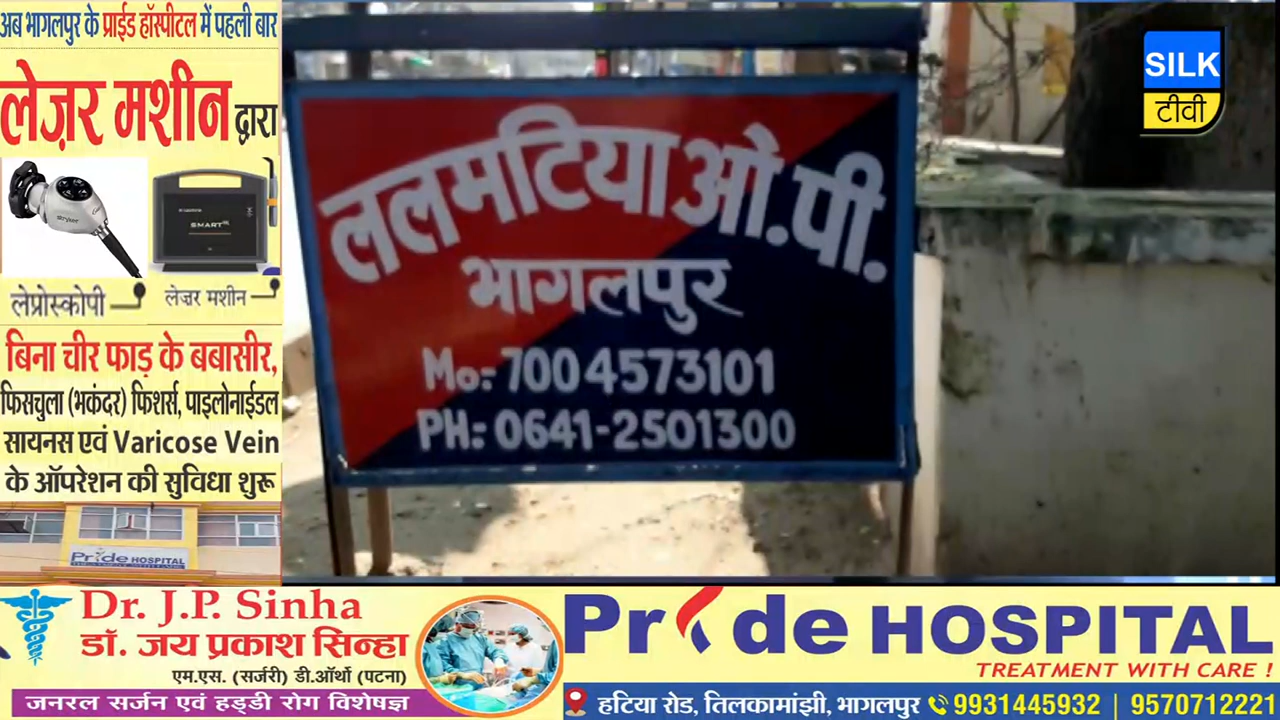 अब भागलपुर के प्राईड हॉस्पीटल में पहली बार
लेज़र मशीन द्वारा
stryker
SMART
लेप्रोस्कोपी
लेज़र मशीन
बिना चीर फाड़ के बबासीर,
फिसचुला (भकंदर) फिशर्स, पाइलोनाईडल
सायनस एवं Varicose Vein
के ऑपरेशन की सुविधा शुरू
Pride HOSPITAL
SILK
टीवी
ललमटिया ओ.पी.
भागलपुर
Mo:- 7004573101
PH:- 0641-2501300
Dr. J.P. Sinha
डॉ. जय प्रकाश सिन्हा
एम.एस. (सर्जरी) डी.ऑर्थो (पटना)
जनरल सर्जन एवं हड्डी रोग विशेषज्ञ
Pride HOSPITAL
TREATMENT WITH CARE !
हटिया रोड, तिलकामांझी, भागलपुर 9931445932 | 9570712221